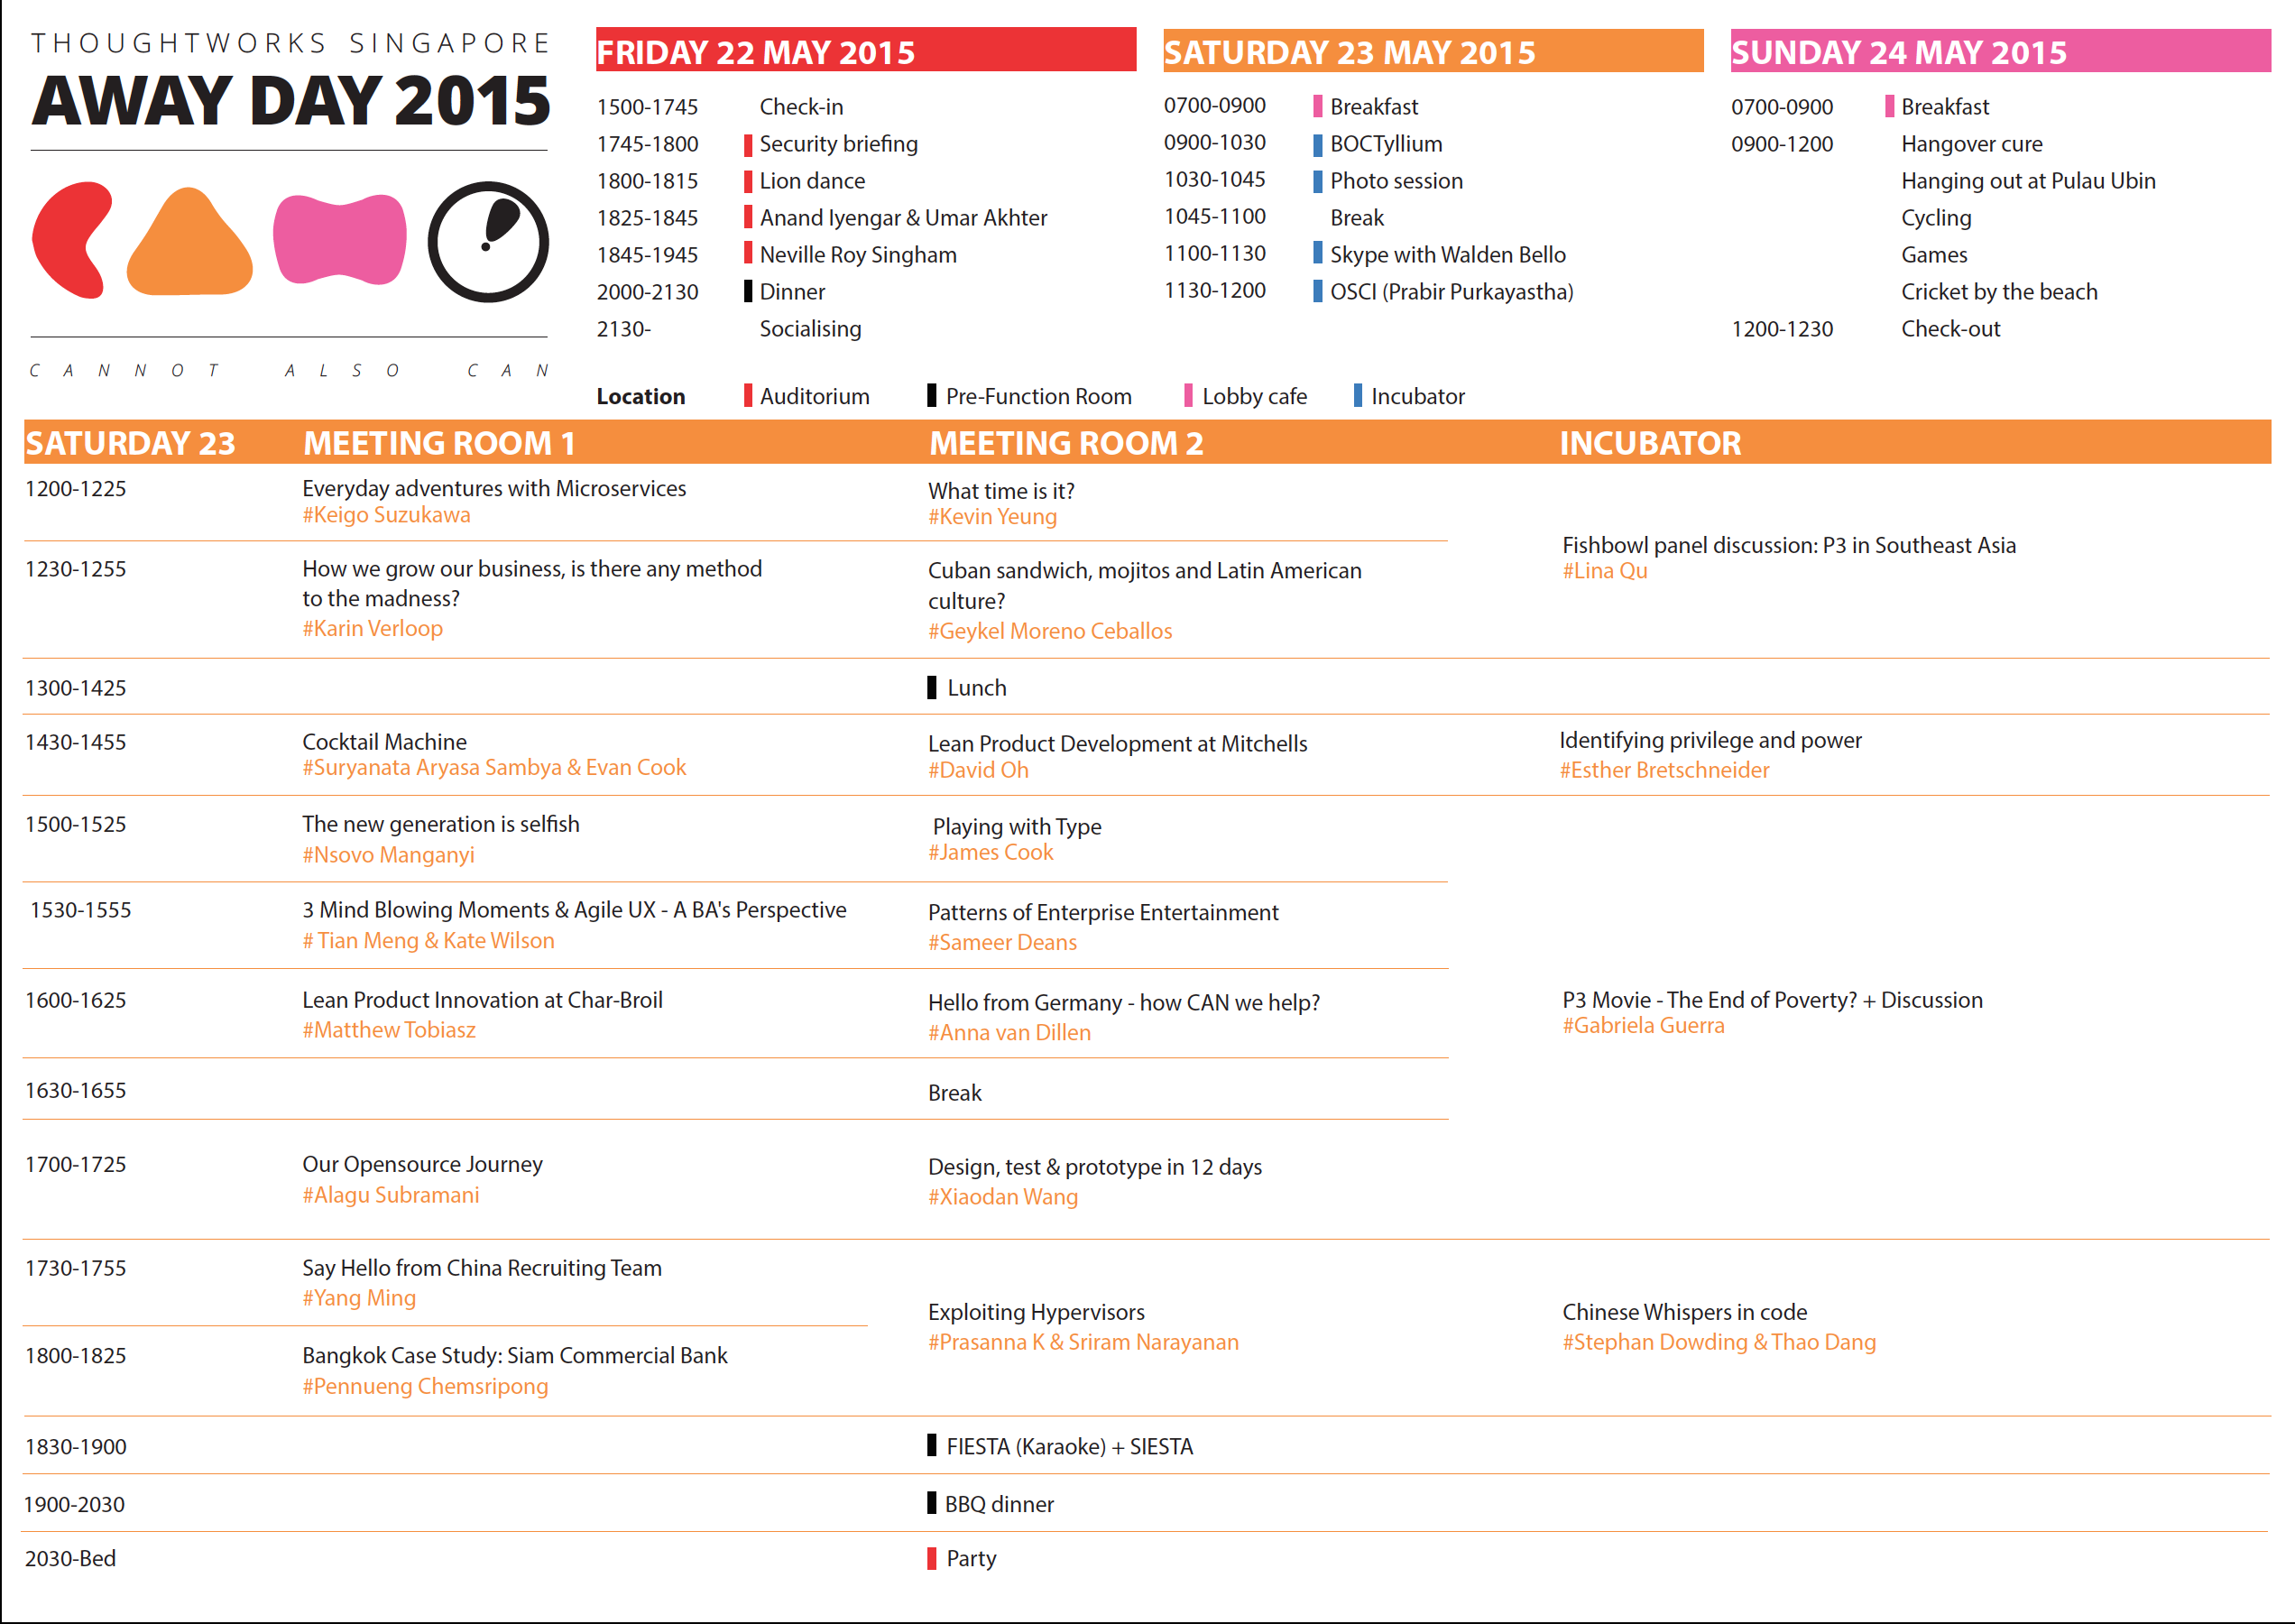 THOUGHTWORKS SINGAPORE
AWAY DAY 2015
CANNOT ALSO CAN
FRIDAY 22 MAY 2015
1500-1745 Check-in
1745-1800 Security briefing
1800-1815 Lion dance
1825-1845 Anand Iyengar & Umar Akhter
1845-1945 Neville Roy Singham
2000-2130 Dinner
2130- Socialising
SATURDAY 23 MAY 2015
0700-0900 Breakfast
0900-1030 BOCTyllium
1030-1045 Photo session
1045-1100 Break
1100-1130 Skype with Walden Bello
1130-1200 OSCI (Prabir Purkayastha)
SUNDAY 24 MAY 2015
0700-0900 Breakfast
0900-1200 Hangover cure
Hanging out at Pulau Ubin
Cycling
Games
Cricket by the beach
1200-1230 Check-out
Location Auditorium Pre-Function Room Lobby cafe Incubator
SATURDAY 23 MEETING ROOM 1 MEETING ROOM 2 INCUBATOR
1200-1225
Everyday adventures with Microservices
#Keigo Suzukawa
What time is it?
#Kevin Yeung
Fishbowl panel discussion: P3 in Southeast Asia
#Lina Qu
1230-1255
How we grow our business, is there any method
to the madness?
#Karin Verloop
Cuban sandwich, mojitos and Latin American
culture?
#Geykel Moreno Ceballos
1300-1425 Lunch
1430-1455
Cocktail Machine
#Suryanata Aryasa Sambya & Evan Cook
Lean Product Development at Mitchells
#David Oh
Identifying privilege and power
#Esther Bretschneider
1500-1525
The new generation is selfish
#Nsovo Manganyi
Playing with Type
#James Cook
1530-1555
3 Mind Blowing Moments & Agile UX - A BA's Perspective
# Tian Meng & Kate Wilson
Patterns of Enterprise Entertainment
#Sameer Deans
1600-1625
Lean Product Innovation at Char-Broil
#Matthew Tobiasz
Hello from Germany - how CAN we help?
#Anna van Dillen
P3 Movie - The End of Poverty? + Discussion
#Gabriela Guerra
1630-1655 Break
1700-1725
Our Opensource Journey
#Alagu Subramani
Design, test & prototype in 12 days
#Xiaodan Wang
1730-1755
Say Hello from China Recruiting Team
#Yang Ming
Exploiting Hypervisors
#Prasanna K & Sriram Narayanan
Chinese Whispers in code
#Stephan Dowding & Thao Dang
1800-1825
Bangkok Case Study: Siam Commercial Bank
#Pennueng Chemsripong
1830-1900 FIESTA (Karaoke) + SIESTA
1900-2030 BBQ dinner
2030-Bed Party